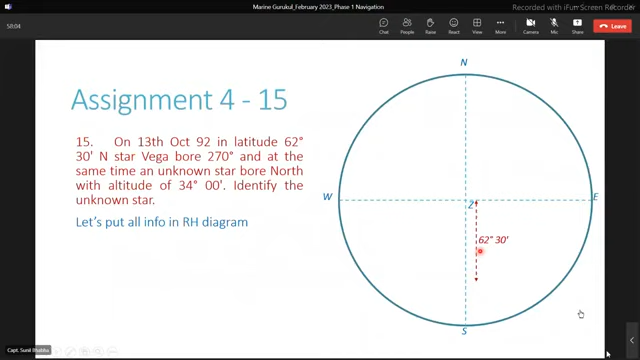 Marine Gurukul_February 2023_Phase 1 Navigation
Recorded with iFun Screen Recorder
58:04
Chat
People
Raise
React
View
More
Camera
Mic
Share
Leave
Assignment 4 - 15
15. On 13th Oct 92 in latitude 62°
30' N star Vega bore 270° and at the
same time an unknown star bore North
with altitude of 34° 00'. Identify the
unknown star.
Let's put all info in RH diagram
N
W
E
Z
62° 30'
S
Capt. Sunil Bhabha